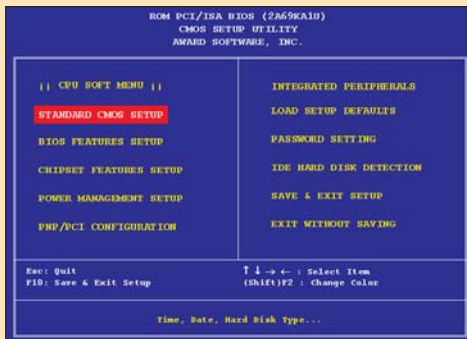 ROM PCI/ISA BIOS (2A69KA1U)
CMOS SETUP UTILITY
AWARD SOFTWARE, INC.
¡¡ CPU SOFT MENU ¡¡
STANDARD CMOS SETUP
BIOS FEATURES SETUP
CHIPSET FEATURES SETUP
POWER MANAGEMENT SETUP
PNP/PCI CONFIGURATION
INTEGRATED PERIPHERALS
LOAD SETUP DEFAULTS
PASSWORD SETTING
IDE HARD DISK DETECTION
SAVE & EXIT SETUP
EXIT WITHOUT SAVING
Esc: Quit
F10: Save & Exit Setup
↑ ↓ → ← : Select Item
(Shift)F2 : Change Color
Time, Date, Hard Disk Type...